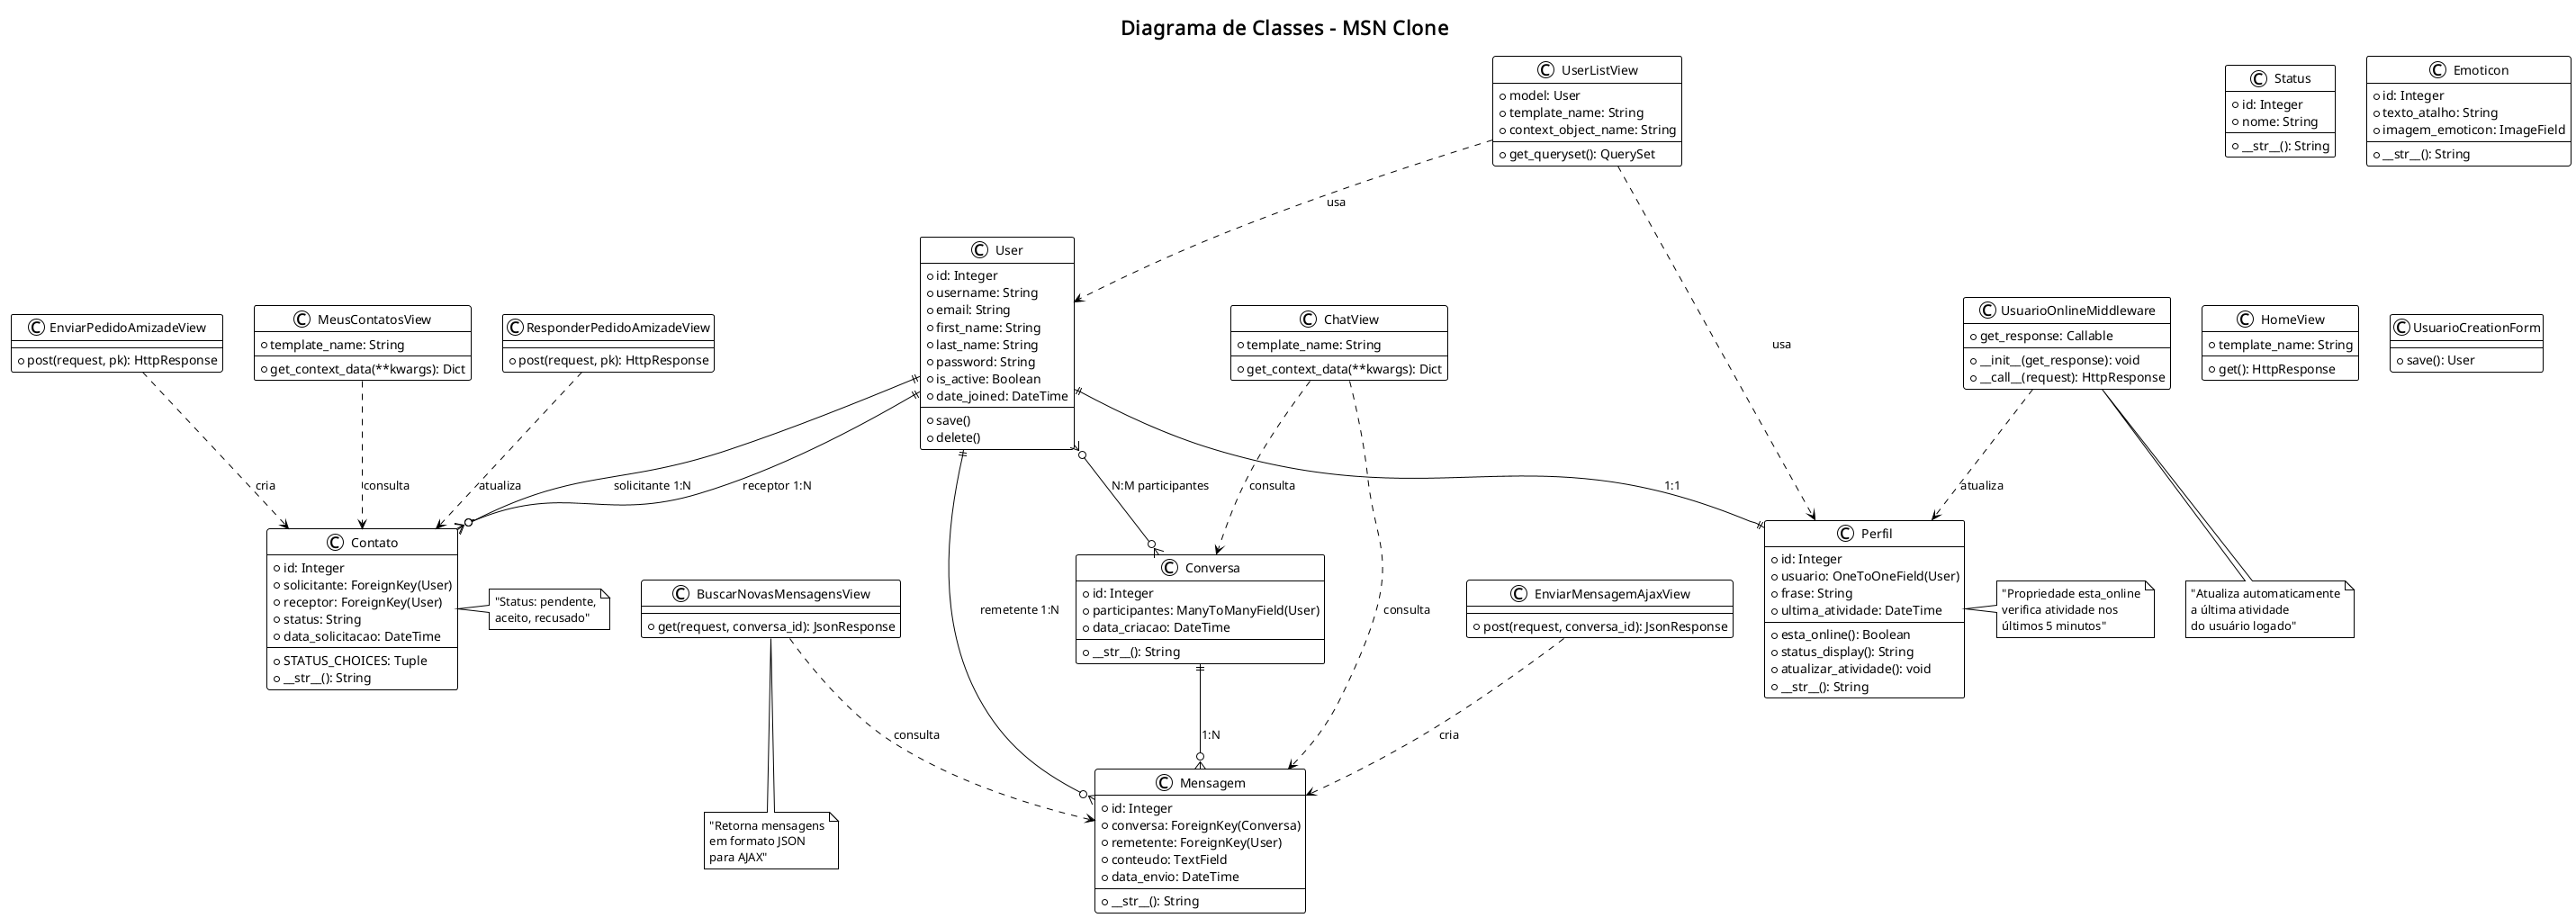 Diagrama de Classes - MSN Clone
C UserListView
model: User
template_name: String
context_object_name: String
get_queryset(): QuerySet
C Status
id: Integer
nome: String
__str__(): String
C Emoticon
id: Integer
texto_atalho: String
imagem_emoticon: ImageField
__str__(): String
usa
usa
C User
id: Integer
username: String
email: String
first_name: String
last_name: String
password: String
is_active: Boolean
date_joined: DateTime
save()
delete()
C EnviarPedidoAmizadeView
post(request, pk): HttpResponse
C MeusContatosView
template_name: String
get_context_data(**kwargs): Dict
C ResponderPedidoAmizadeView
post(request, pk): HttpResponse
C ChatView
template_name: String
get_context_data(**kwargs): Dict
C UsuarioOnlineMiddleware
get_response: Callable
__init__(get_response): void
__call__(request): HttpResponse
C HomeView
template_name: String
get(): HttpResponse
C UsuarioCreationForm
save(): User
cria
consulta
atualiza
solicitante 1:N
receptor 1:N
N:M participantes
consulta
1:1
atualiza
C Contato
id: Integer
solicitante: ForeignKey(User)
receptor: ForeignKey(User)
status: String
data_solicitacao: DateTime
STATUS_CHOICES: Tuple
__str__(): String
"Status: pendente,
aceito, recusado"
C BuscarNovasMensagensView
get(request, conversa_id): JsonResponse
remetente 1:N
C Conversa
id: Integer
participantes: ManyToManyField(User)
data_criacao: DateTime
__str__(): String
consulta
C EnviarMensagemAjaxView
post(request, conversa_id): JsonResponse
C Perfil
id: Integer
usuario: OneToOneField(User)
frase: String
ultima_atividade: DateTime
esta_online(): Boolean
status_display(): String
atualizar_atividade(): void
__str__(): String
"Propriedade esta_online
verifica atividade nos
últimos 5 minutos"
"Atualiza automaticamente
a última atividade
do usuário logado"
consulta
1:N
cria
"Retorna mensagens
em formato JSON
para AJAX"
C Mensagem
id: Integer
conversa: ForeignKey(Conversa)
remetente: ForeignKey(User)
conteudo: TextField
data_envio: DateTime
__str__(): String